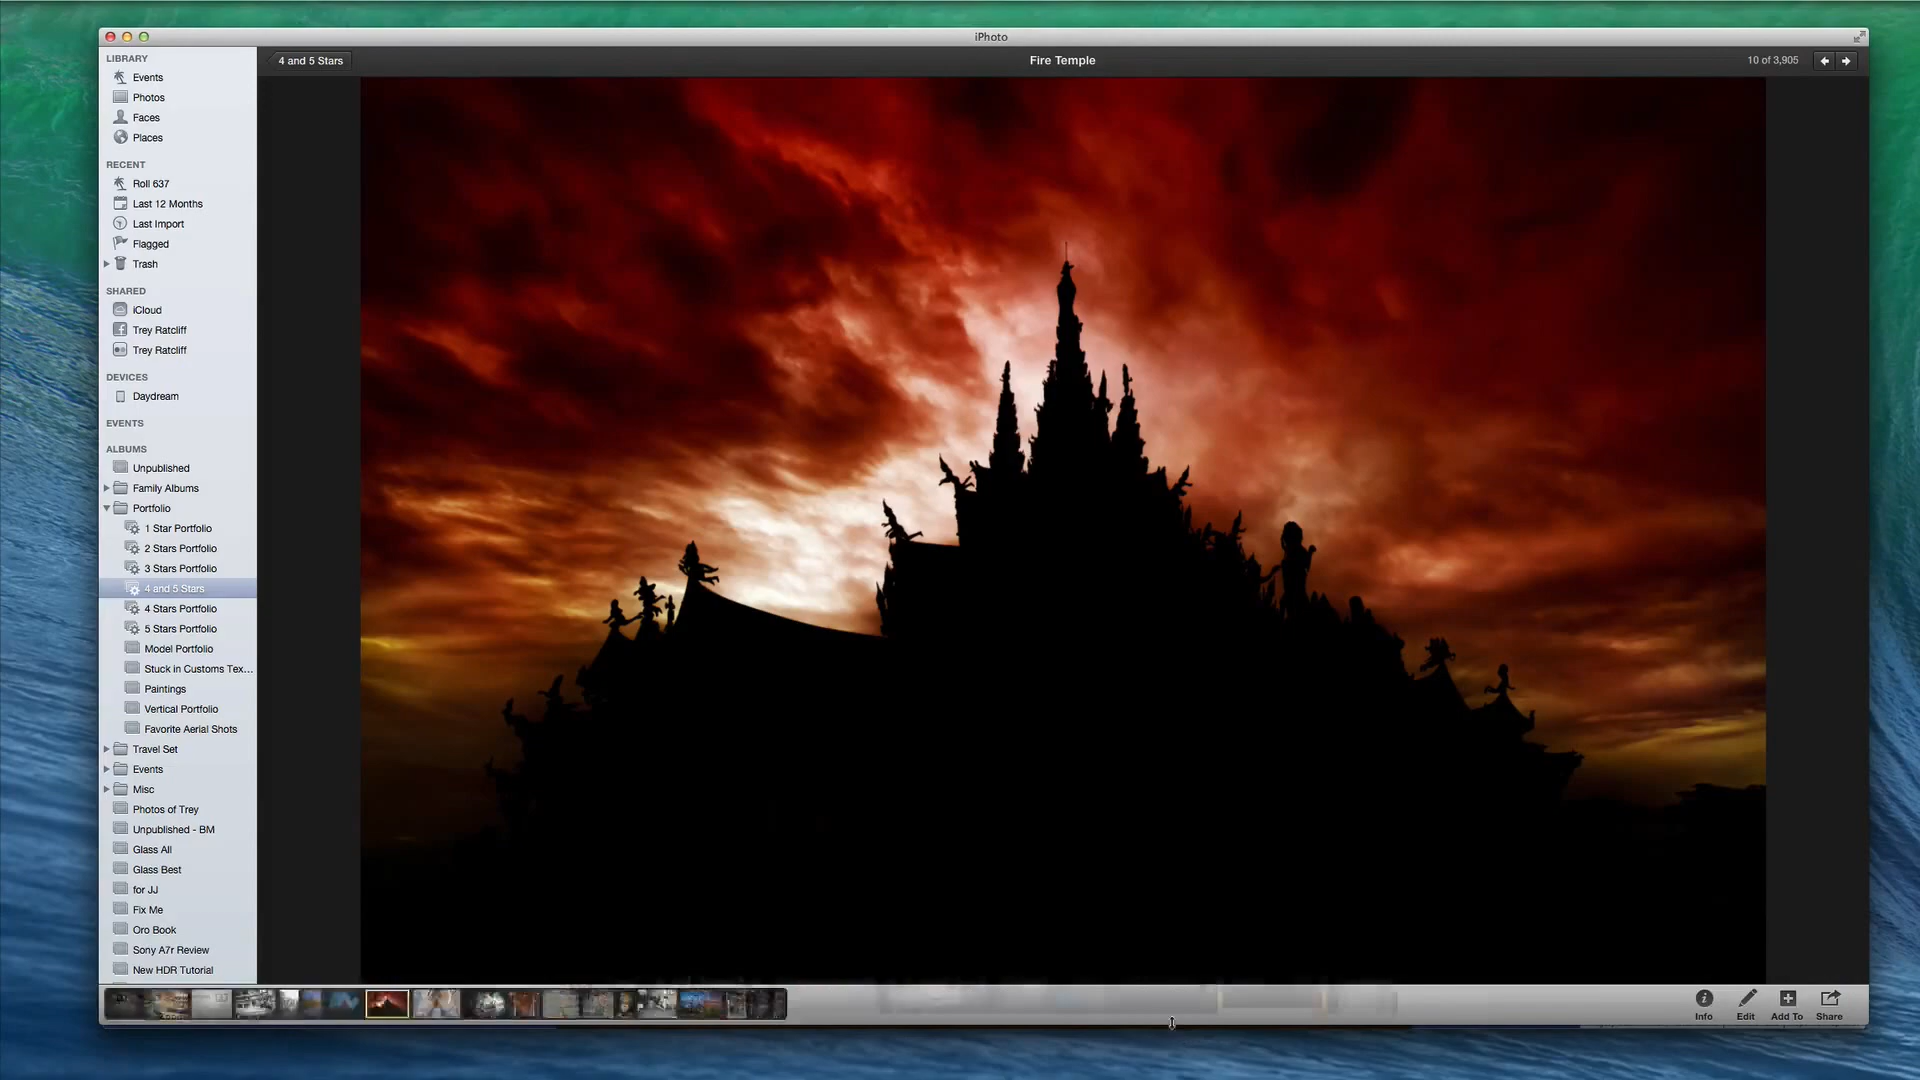 iPhoto
LIBRARY
Events
Photos
Faces
Places
RECENT
Roll 637
Last 12 Months
Last Import
Flagged
Trash
SHARED
iCloud
Trey Ratcliff
Trey Ratcliff
DEVICES
Daydream
EVENTS
ALBUMS
Unpublished
Family Albums
Portfolio
1 Star Portfolio
2 Stars Portfolio
3 Stars Portfolio
4 and 5 Stars
4 Stars Portfolio
5 Stars Portfolio
Model Portfolio
Stuck in Customs Tex...
Paintings
Vertical Portfolio
Favorite Aerial Shots
Travel Set
Events
Misc
Photos of Trey
Unpublished - BM
Glass All
Glass Best
for JJ
Fix Me
Oro Book
Sony A7r Review
New HDR Tutorial
4 and 5 Stars
Fire Temple
10 of 3,905
Info
Edit
Add To
Share